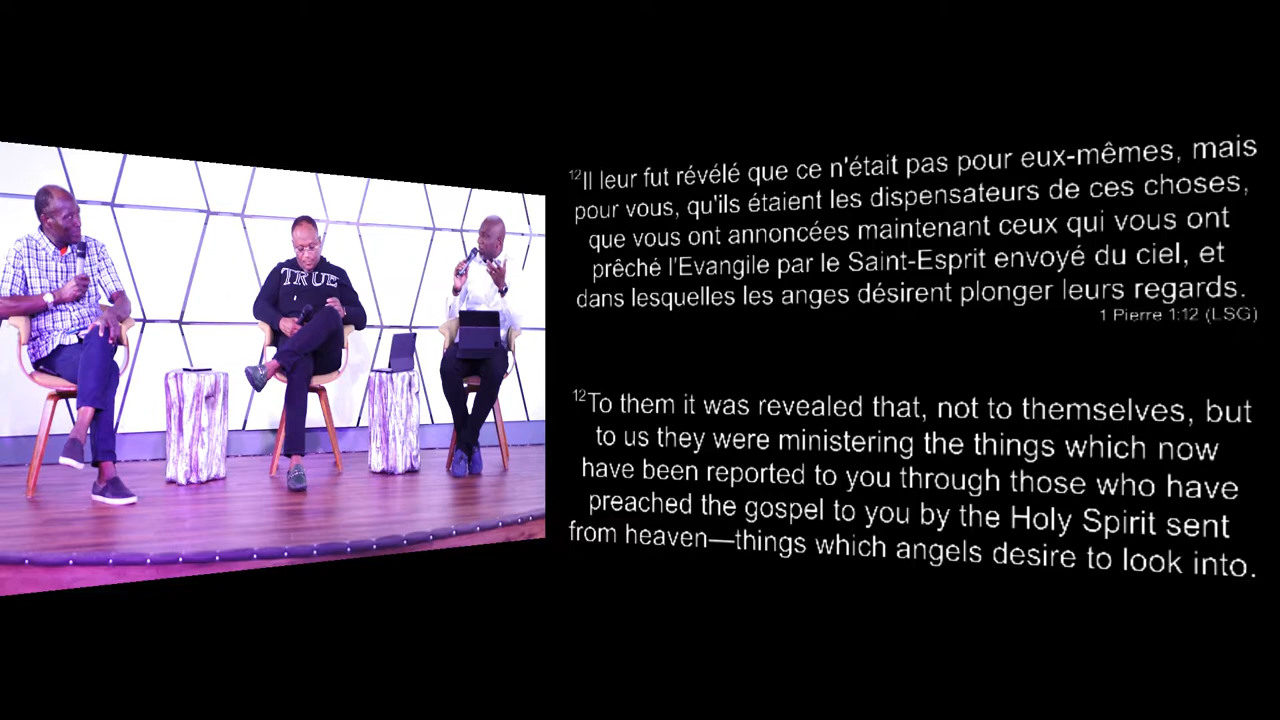 TRUE
¹²Il leur fut révélé que ce n'était pas pour eux-mêmes, mais
pour vous, qu'ils étaient les dispensateurs de ces choses,
que vous ont annoncées maintenant ceux qui vous ont
prêché l'Evangile par le Saint-Esprit envoyé du ciel, et
dans lesquelles les anges désirent plonger leurs regards.
1 Pierre 1:12 (LSG)
¹²To them it was revealed that, not to themselves, but
to us they were ministering the things which now
have been reported to you through those who have
preached the gospel to you by the Holy Spirit sent
from heaven—things which angels desire to look into.